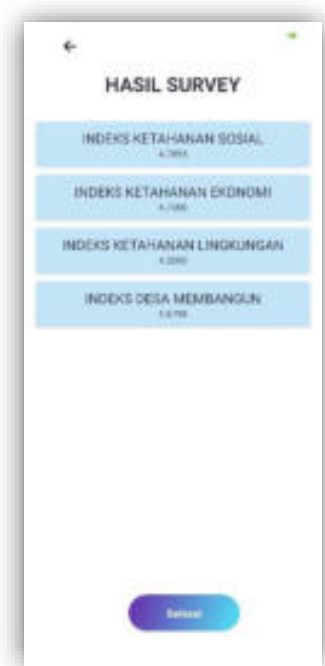 HASIL SURVEY
INDEKS KETAHANAN SOSIAL
INDEKS KETAHANAN EKONOMI
INDEKS KETAHANAN LINGKUNGAN
INDEKS DESA MEMBANGUN
Selesai